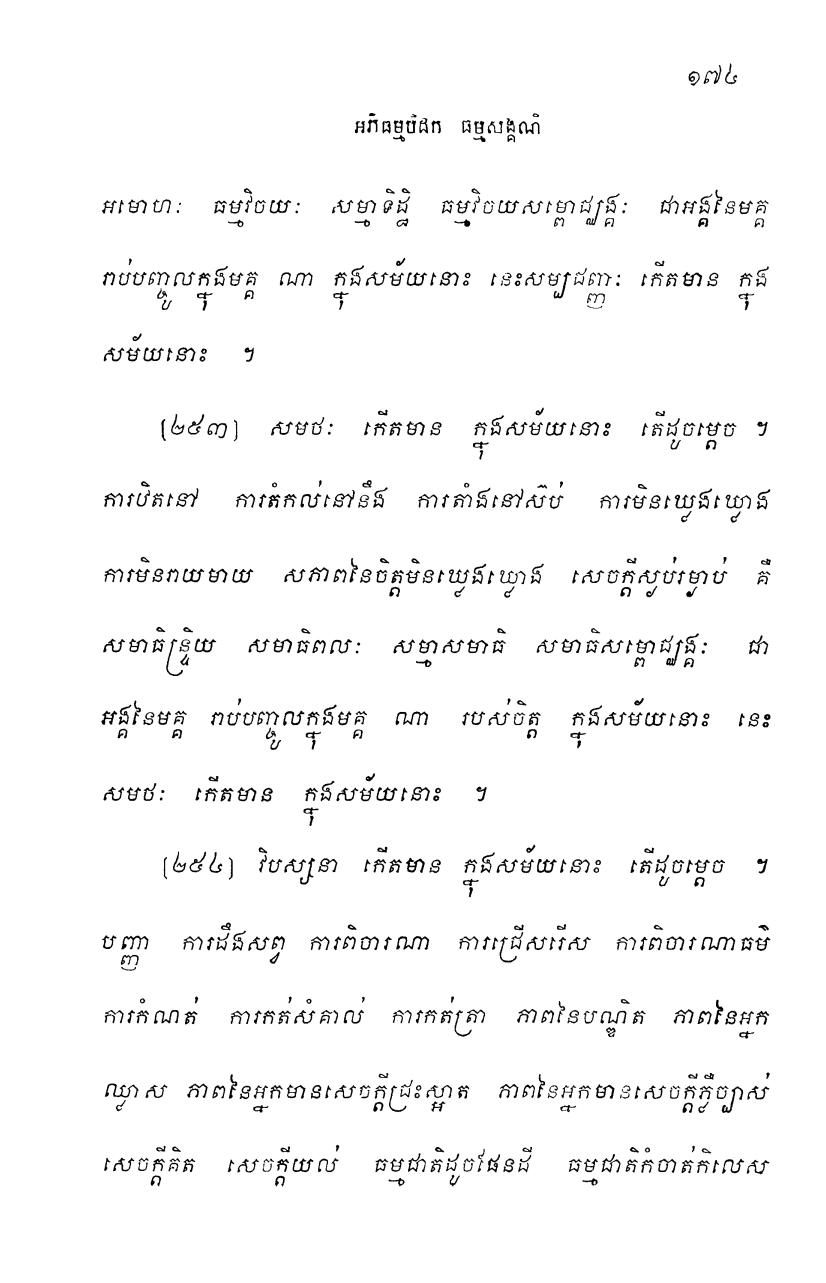 ១៧៤
អភិធម្មបិដក ធម្មសង្គណី
អមោហៈ ធម្មវិចយៈ សម្មាទិដ្ឋិ ធម្មវិចយសម្ពោជ្ឈង្គៈ ជាអង្គនៃមគ្គ
រាប់បញ្ចូលក្នុងមគ្គ ណា ក្នុងសម័យនោះ នេះសម្បជញ្ញៈ កើតមាន ក្នុង
សម័យនោះ ។
[២៥៣] សមថៈ កើតមាន ក្នុងសម័យនោះ តើដូចម្តេច ។
ការឋិតនៅ ការតំកល់នៅនឹង ការតាំងនៅស៊ប់ ការមិនឃ្លេងឃ្លោង
ការមិនរាយមាយ សភាពនៃចិត្តមិនឃ្លេងឃ្លោង សេចក្តីស្ងប់រម្ងាប់ គឺ
សមាធិន្ទ្រិយ សមាធិពលៈ សម្មាសមាធិ សមាធិសម្ពោជ្ឈង្គៈ ជា
អង្គនៃមគ្គ រាប់បញ្ចូលក្នុងមគ្គ ណា របស់ចិត្ត ក្នុងសម័យនោះ នេះ
សមថៈ កើតមាន ក្នុងសម័យនោះ ។
[២៥៤] វិបស្សនា កើតមាន ក្នុងសម័យនោះ តើដូចម្តេច ។
បញ្ញា ការដឹងសព្វ ការពិចារណា ការជ្រើសរើស ការពិចារណាធម៌
ការកំណត់ ការកត់សំគាល់ ការកត់ត្រា ភាពនៃបណ្ឌិត ភាពនៃអ្នក
ឈ្លាស ភាពនៃអ្នកមានសេចក្តីជ្រះស្អាត ភាពនៃអ្នកមានសេចក្តីភ្លឺច្បាស់
សេចក្តីគិត សេចក្តីយល់ ធម្មជាតិដូចផែនដី ធម្មជាតិកំចាត់កិលេស